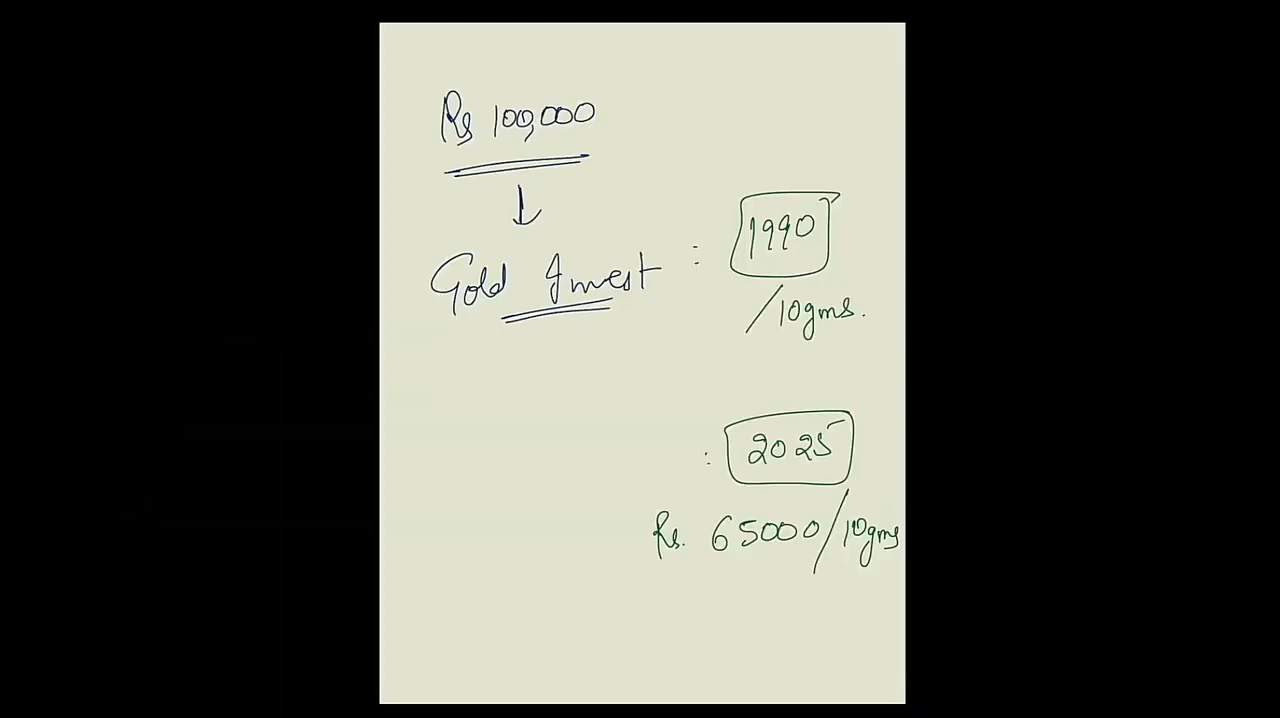 Rs 100,000
↓
Gold Invest : 1990
/10gms.
: 2025
Rs. 65000/10gms